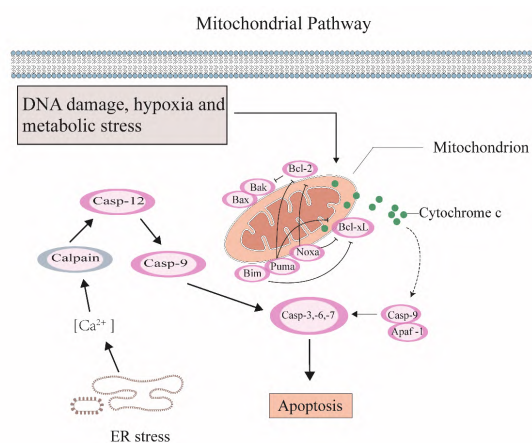 Mitochondrial Pathway
DNA damage, hypoxia and
metabolic stress
Mitochondrion
Bcl-2
Bak
Bax
Casp-12
Cytochrome c
Bcl-xL
Noxa
Calpain
Casp-9
Puma
Bim
[Ca²⁺]
Casp-3,-6,-7
Casp-9
Apaf -1
Apoptosis
ER stress